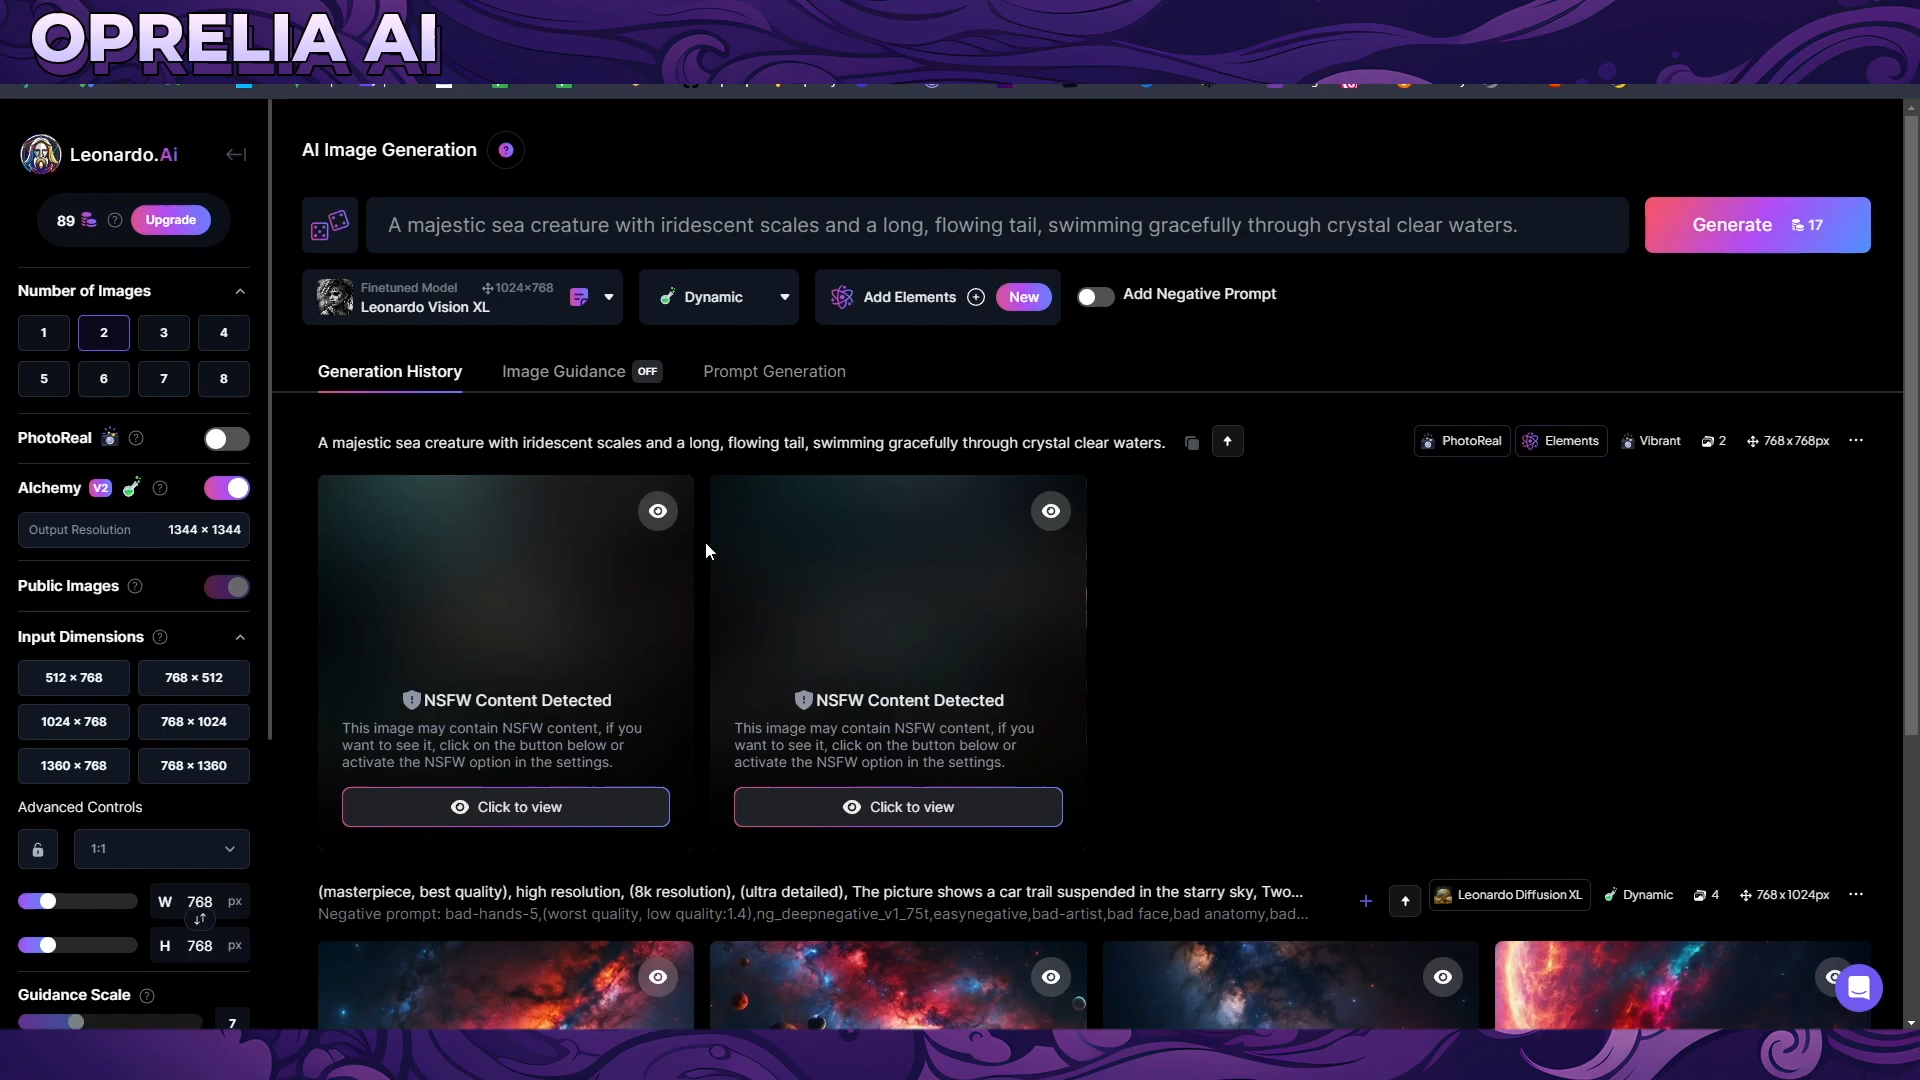 OPRELIA AI
Leonardo.Ai
89
Upgrade
Number of Images
1 2 3 4
5 6 7 8
PhotoReal
Alchemy V2
Output Resolution 1344 × 1344
Public Images
Input Dimensions
512 × 768 768 × 512
1024 × 768 768 × 1024
1360 × 768 768 × 1360
Advanced Controls
1:1
W 768 px
H 768 px
Guidance Scale
7
AI Image Generation
A majestic sea creature with iridescent scales and a long, flowing tail, swimming gracefully through crystal clear waters.
Generate 17
Finetuned Model 1024×768
Leonardo Vision XL
Dynamic
Add Elements
New
Add Negative Prompt
Generation History
Image Guidance OFF
Prompt Generation
A majestic sea creature with iridescent scales and a long, flowing tail, swimming gracefully through crystal clear waters.
PhotoReal
Elements
Vibrant
2
768 x 768px
NSFW Content Detected
This image may contain NSFW content, if you
want to see it, click on the button below or
activate the NSFW option in the settings.
Click to view
NSFW Content Detected
This image may contain NSFW content, if you
want to see it, click on the button below or
activate the NSFW option in the settings.
Click to view
(masterpiece, best quality), high resolution, (8k resolution), (ultra detailed), The picture shows a car trail suspended in the starry sky, Two...
Negative prompt: bad-hands-5,(worst quality, low quality:1.4),ng_deepnegative_v1_75t,easynegative,bad-artist,bad face,bad anatomy,bad...
Leonardo Diffusion XL
Dynamic
4
768 x 1024px